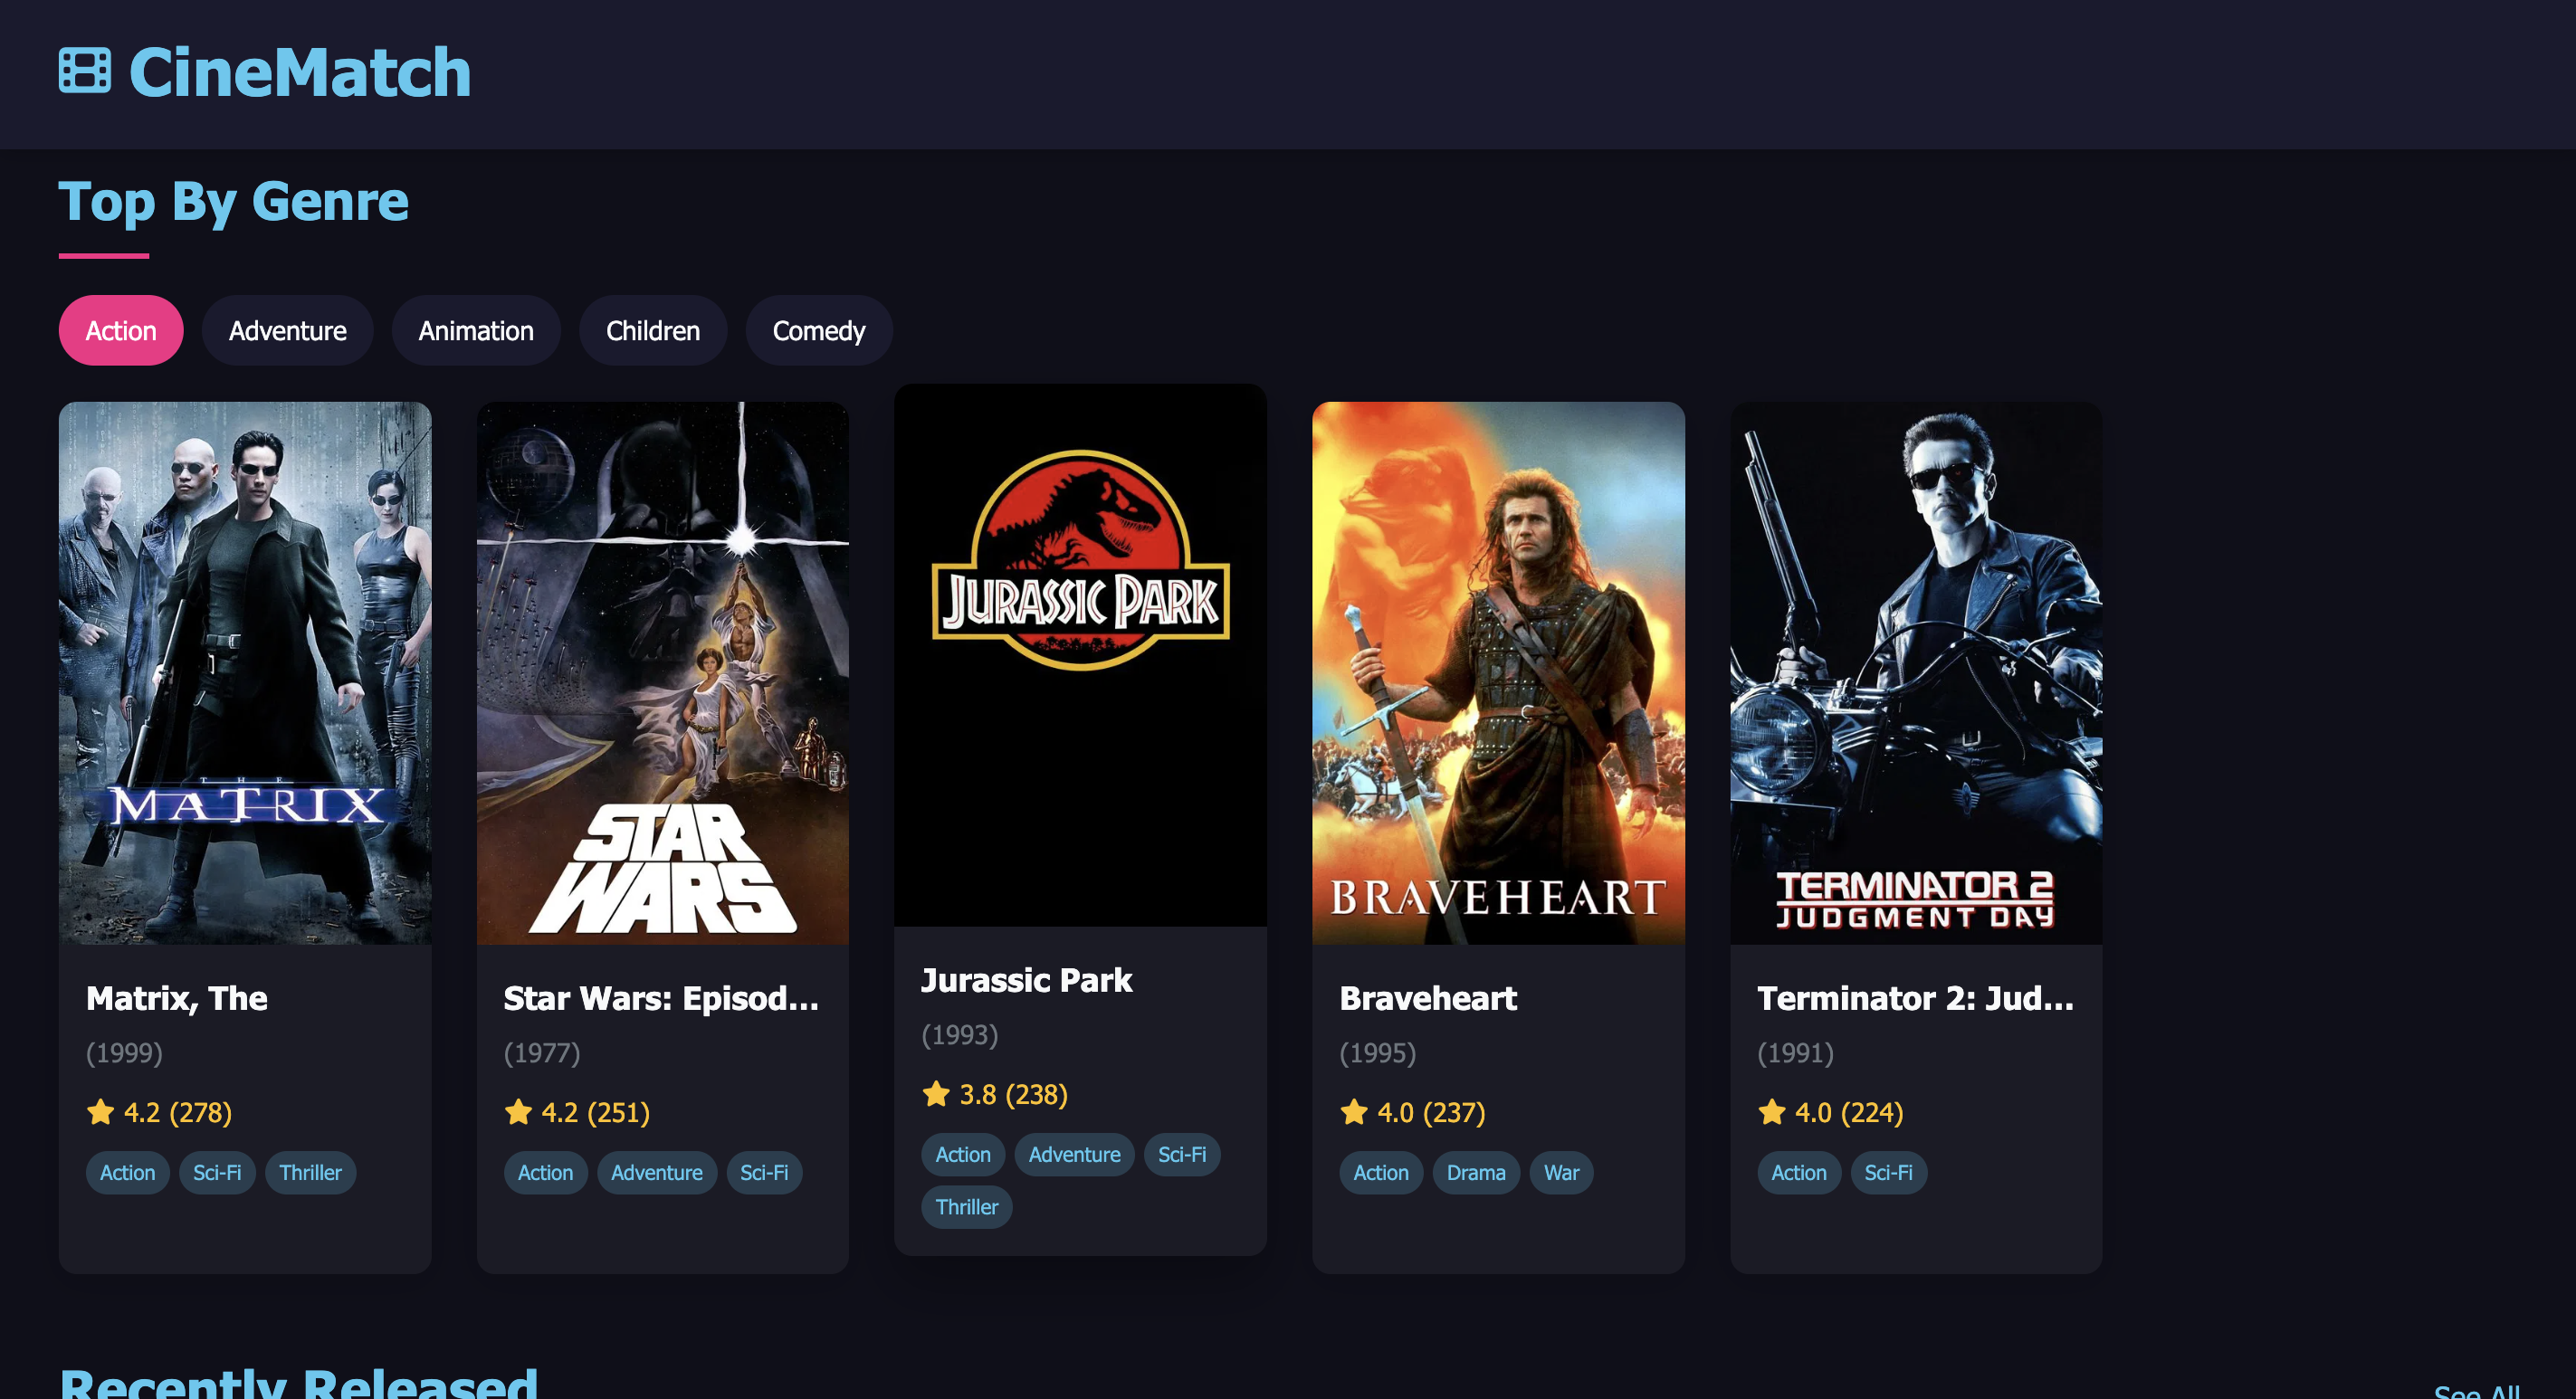 CineMatch
Top By Genre
Action Adventure Animation Children Comedy
THE
MATRIX
STAR
WARS
JURASSIC PARK
BRAVEHEART
TERMINATOR 2
JUDGMENT DAY
Matrix, The
(1999)
4.2 (278)
Action Sci-Fi Thriller
Star Wars: Episod...
(1977)
4.2 (251)
Action Adventure Sci-Fi
Jurassic Park
(1993)
3.8 (238)
Action Adventure Sci-Fi
Thriller
Braveheart
(1995)
4.0 (237)
Action Drama War
Terminator 2: Jud...
(1991)
4.0 (224)
Action Sci-Fi
Recently Released
See All